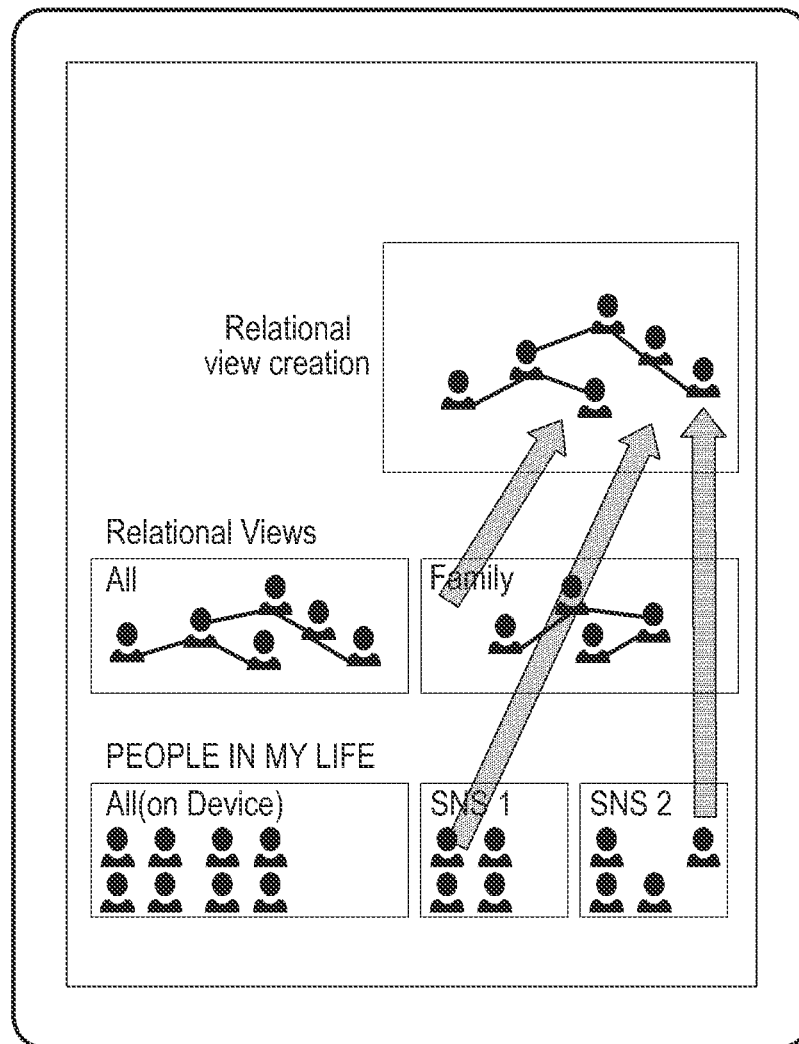 Relational
view creation
Relational Views
All
Family
PEOPLE IN MY LIFE
All(on Device)
SNS 1
SNS 2